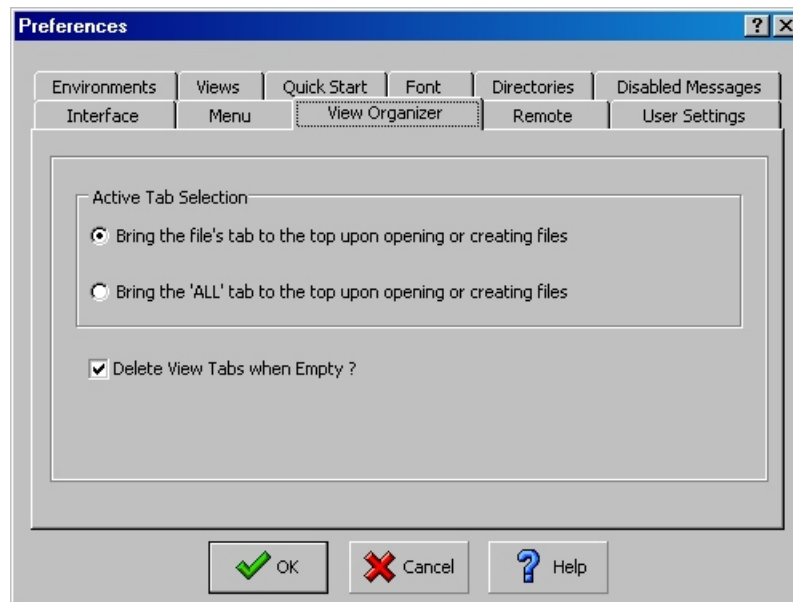 Preferences
Environments Views Quick Start Font Directories Disabled Messages
Interface Menu View Organizer Remote User Settings
Active Tab Selection
Bring the file's tab to the top upon opening or creating files
Bring the 'ALL' tab to the top upon opening or creating files
Delete View Tabs when Empty ?
OK Cancel Help